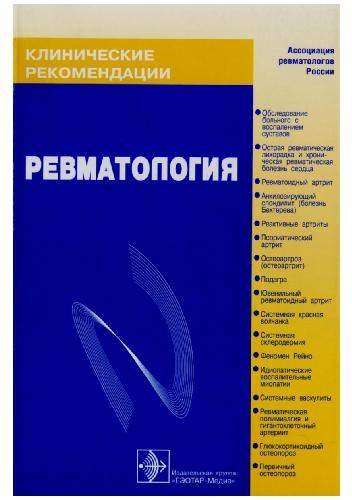 КЛИНИЧЕСКИЕ
РЕКОМЕНДАЦИИ
Ассоциация
ревматологов
России
РЕВМАТОЛОГИЯ
Обследование
больного с
воспалением
суставов
Острая ревматическая
лихорадка и хрони-
ческая ревматическая
болезнь сердца
Ревматоидный артрит
Анкилозирующий
спондилит (болезнь
Бехтерева)
Реактивные артриты
Псориатический
артрит
Остеоартроз
(остеоартрит)
Подагра
Ювенильный
ревматоидный артрит
Системная красная
волчанка
Системная
склеродермия
Феномен Рейно
Идиопатические
воспалительные
миопатии
Системные васкулиты
Ревматическая
полимиалгия и
гигантоклеточный
артериит
Глюкокортикоидный
остеопороз
Первичный
остеопороз
Издательская группа
«ГЭОТАР-Медиа»